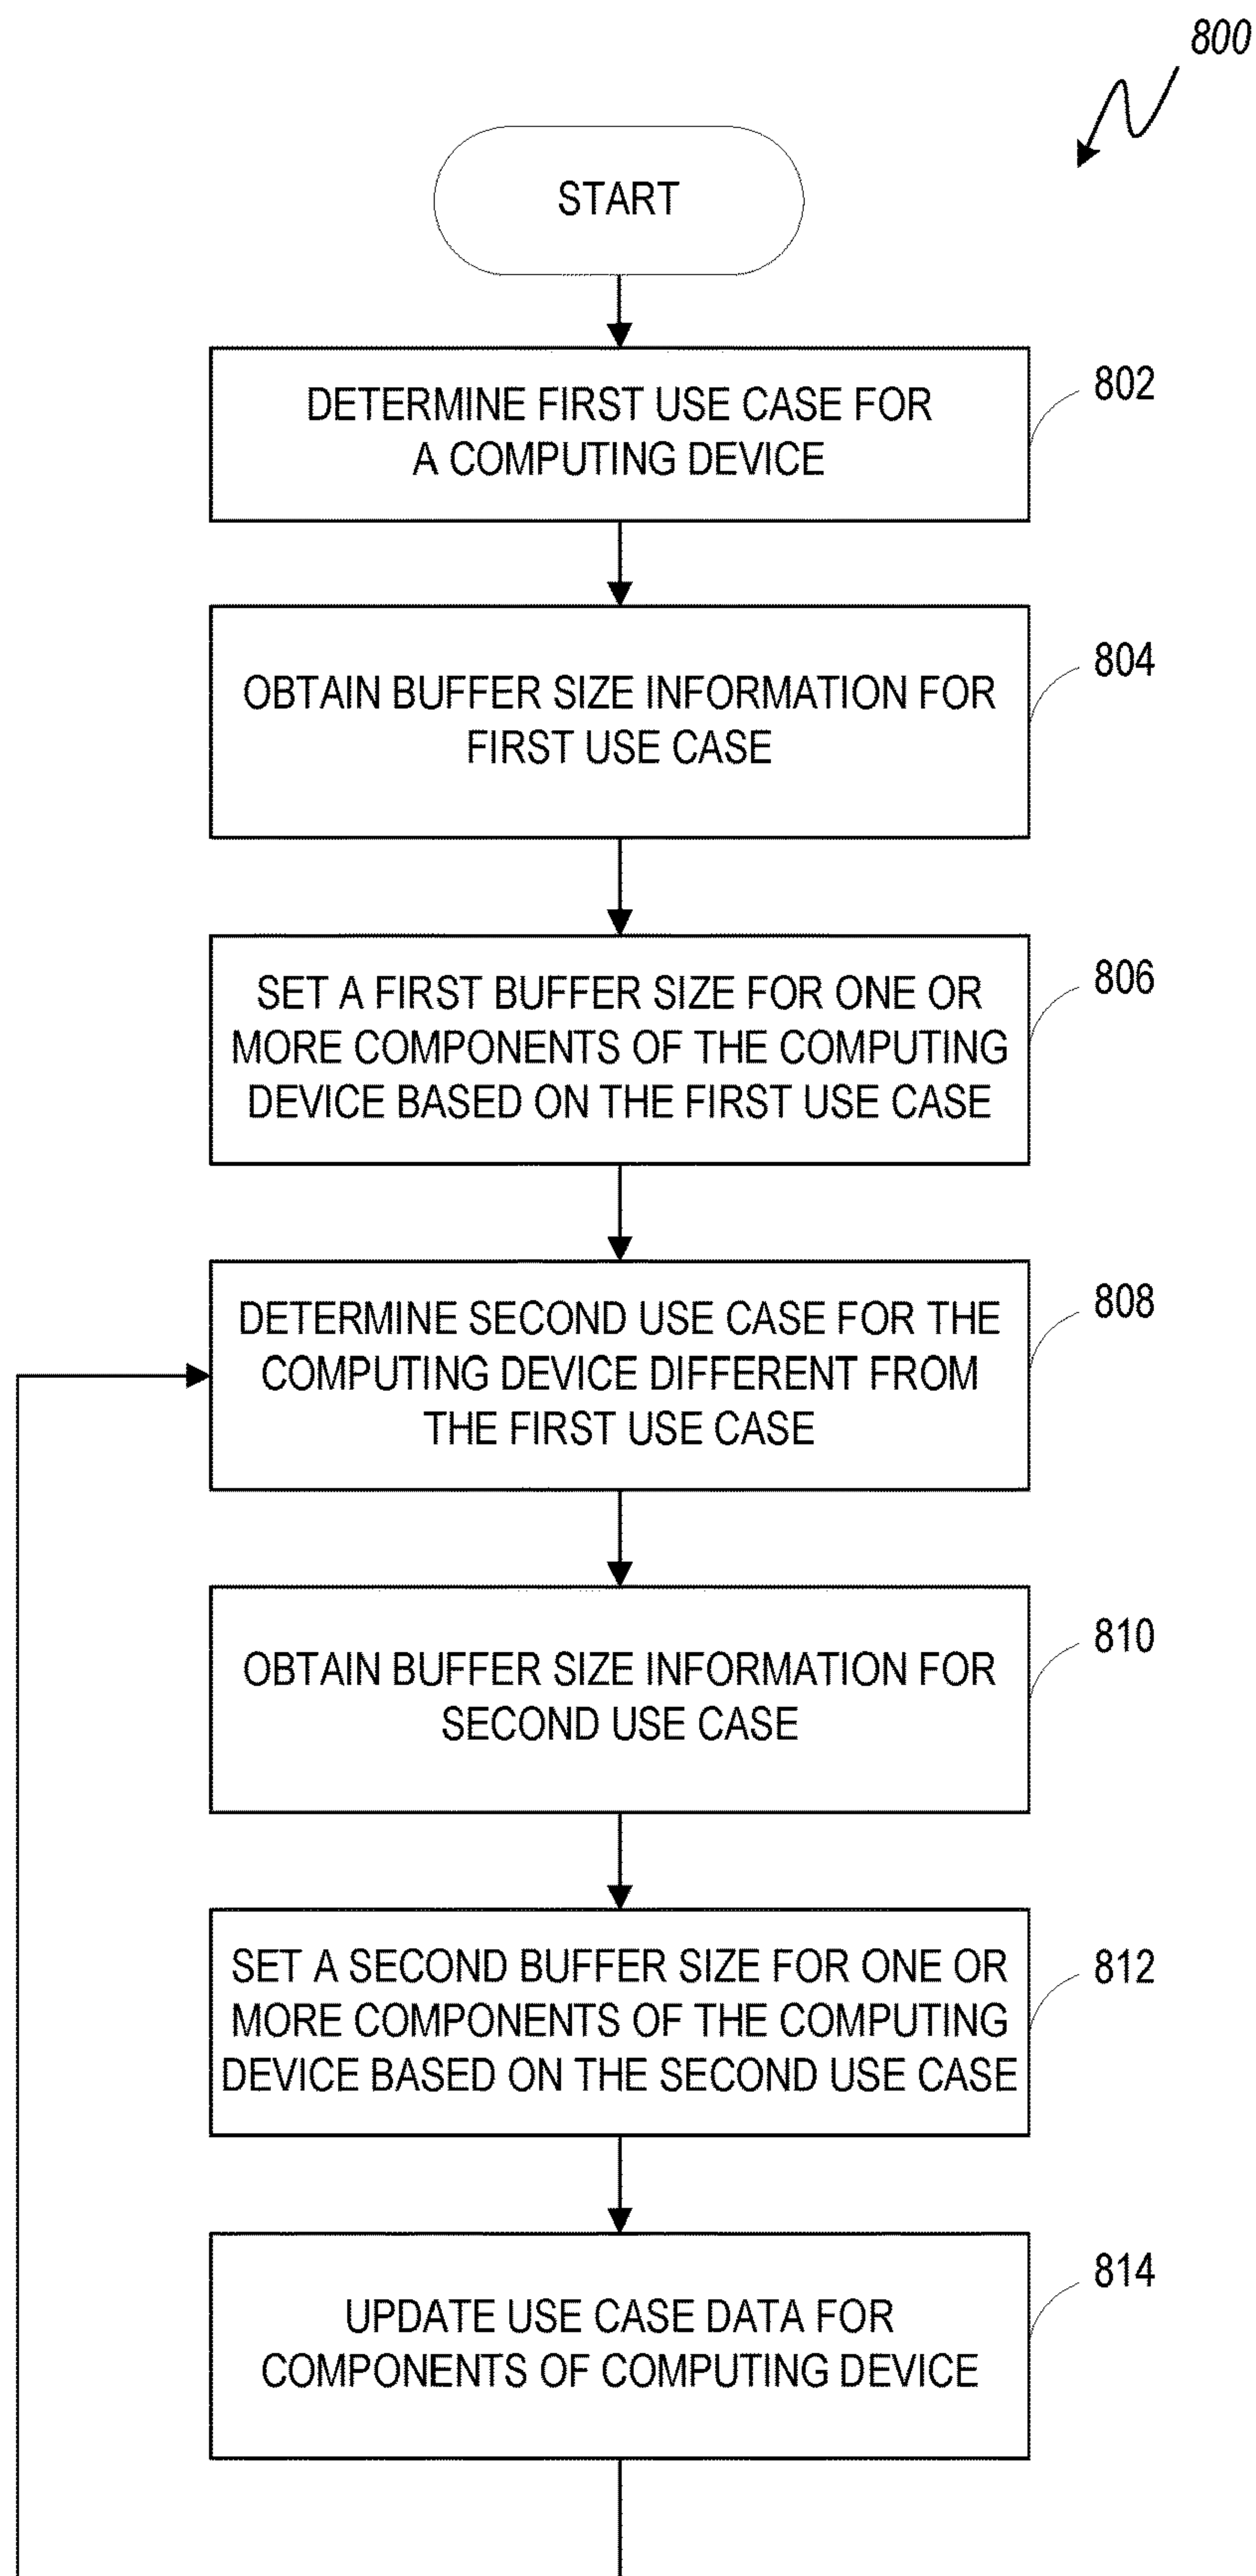 800
START
DETERMINE FIRST USE CASE FOR
A COMPUTING DEVICE
802
OBTAIN BUFFER SIZE INFORMATION FOR
FIRST USE CASE
804
SET A FIRST BUFFER SIZE FOR ONE OR
MORE COMPONENTS OF THE COMPUTING
DEVICE BASED ON THE FIRST USE CASE
806
DETERMINE SECOND USE CASE FOR THE
COMPUTING DEVICE DIFFERENT FROM
THE FIRST USE CASE
808
OBTAIN BUFFER SIZE INFORMATION FOR
SECOND USE CASE
810
SET A SECOND BUFFER SIZE FOR ONE OR
MORE COMPONENTS OF THE COMPUTING
DEVICE BASED ON THE SECOND USE CASE
812
UPDATE USE CASE DATA FOR
COMPONENTS OF COMPUTING DEVICE
814